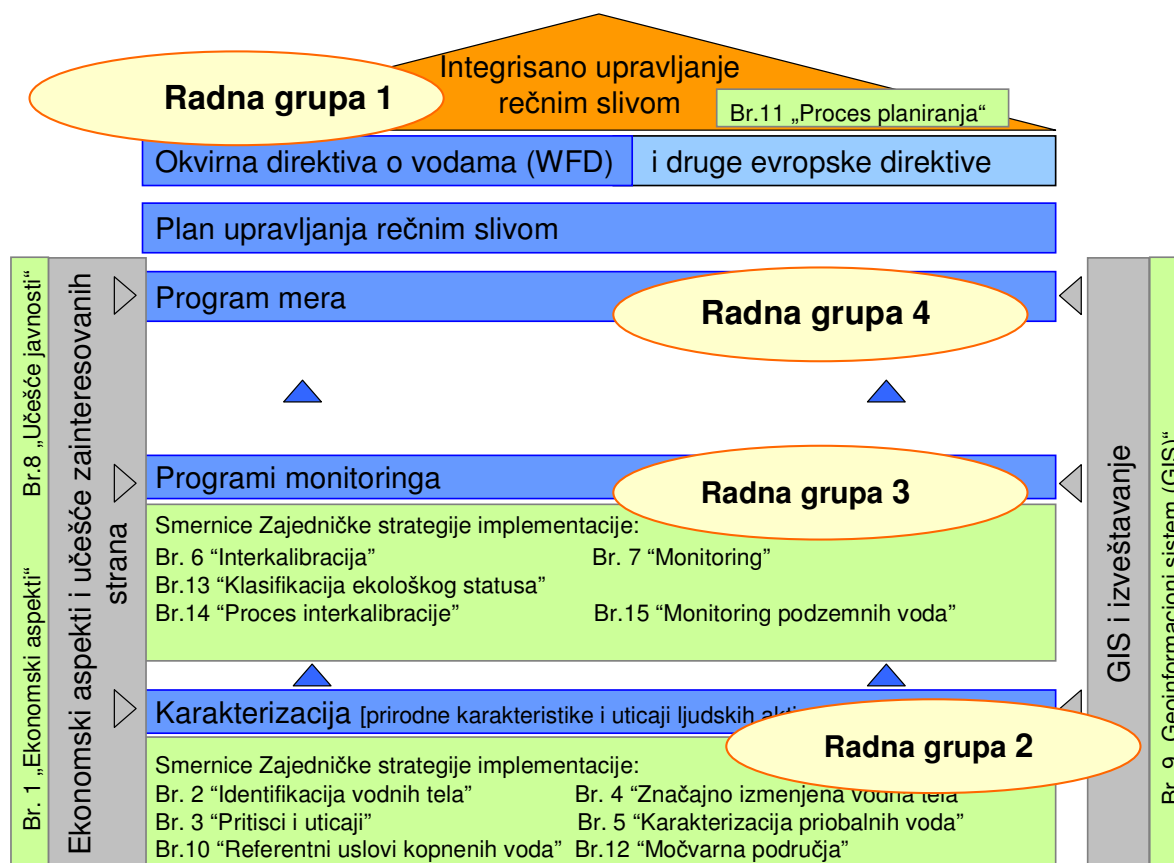 Integrisano upravljanje
rečnim slivom
Radna grupa 1
Br.11 „Proces planiranja“
Okvirna direktiva o vodama (WFD)
i druge evropske direktive
Plan upravljanja rečnim slivom
Program mera
Radna grupa 4
Programi monitoringa
Radna grupa 3
Smernice Zajedničke strategije implementacije:
Br. 6 “Interkalibracija”
Br. 7 “Monitoring”
Br.13 “Klasifikacija ekološkog statusa”
Br.14 “Proces interkalibracije”
Br.15 “Monitoring podzemnih voda”
Karakterizacija [prirodne karakteristike i uticaji ljudskih
Radna grupa 2
Smernice Zajedničke strategije implementacije:
Br. 2 “Identifikacija vodnih tela”
Br. 4 “Značajno izmenjena vodna tela
Br. 3 “Pritisci i uticaji”
Br. 5 “Karakterizacija priobalnih voda”
Br.10 “Referentni uslovi kopnenih voda”
Br.12 “Močvarna područja”
Br. 1 „Ekonomski aspekti“
Br.8 „Učešće javnosti“
Ekonomski aspekti i učešće zainteresovanih
strana
GIS i izveštavanje
Br. 9 „Geoinformacioni sistem (GIS)“